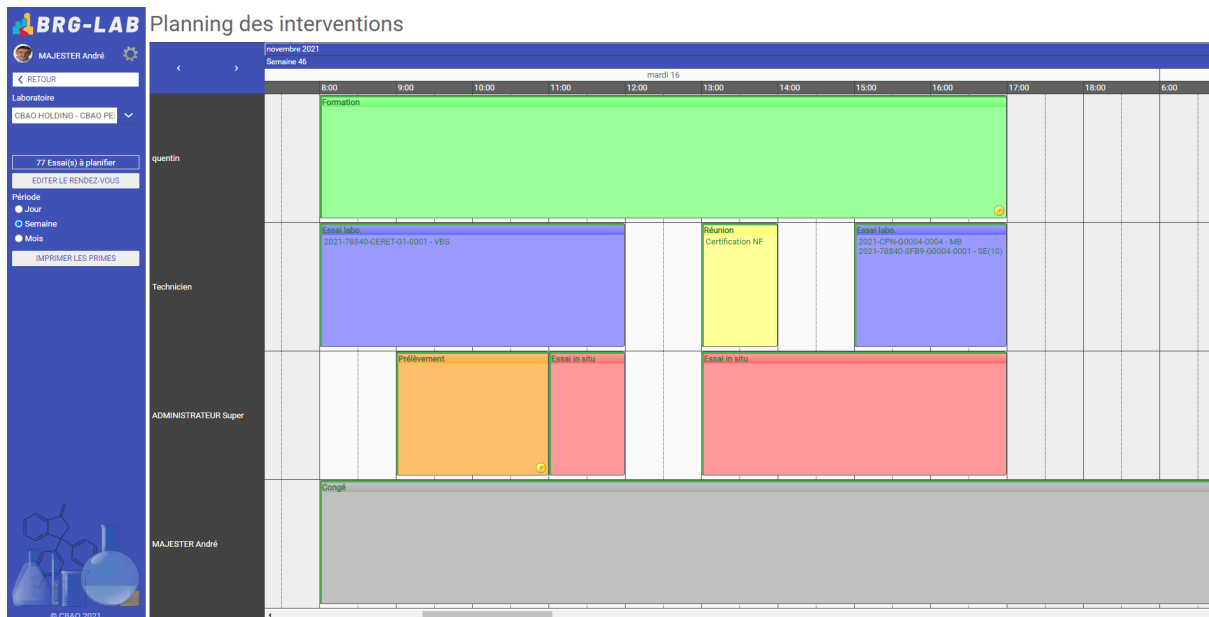 BRG-LAB
Planning des interventions
MAJESTER André
RETOUR
Laboratoire
CBAO HOLDING - CBAO PE
77 Essai(s) à planifier
EDITER LE RENDEZ-VOUS
Période
Jour
Semaine
Mois
IMPRIMER LES PRIMES
© CBAO 2021
novembre 2021
Semaine 46
mardi 16
8:00 9:00 10:00 11:00 12:00 13:00 14:00 15:00 16:00 17:00 18:00 6:00
quentin
Formation
Technicien
Essai labo.
2021-78840-CERET-G1-0001 - VBS
Réunion
Certification NF
Essai labo.
2021-CPN-G0004-0004 - MB
2021-78840-SFB9-G0004-0001 - SE(10)
ADMINISTRATEUR Super
Prélèvement
Essai in situ
Essai in situ
MAJESTER André
Congé